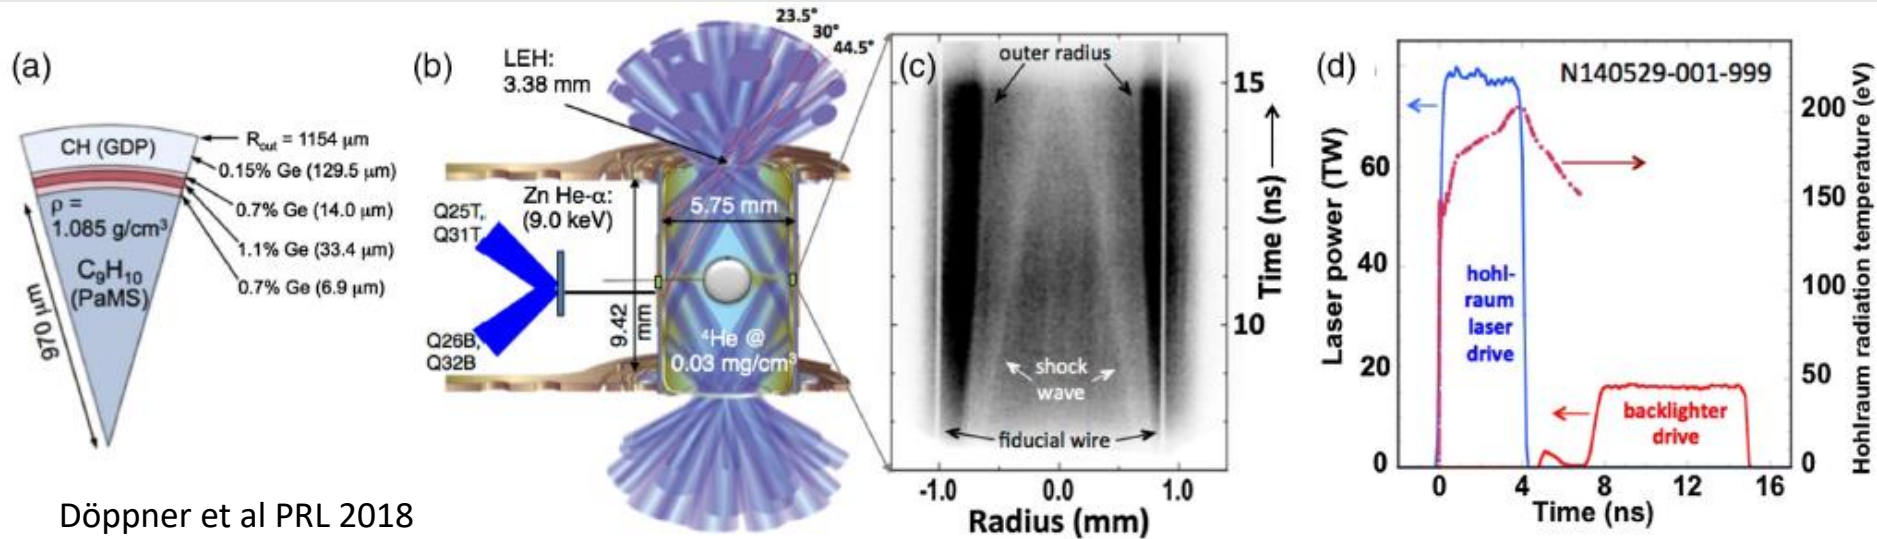 (a)
CH (GDP)
R_out = 1154 μm
0.15% Ge (129.5 μm)
0.7% Ge (14.0 μm)
1.1% Ge (33.4 μm)
0.7% Ge (6.9 μm)
ρ =
1.085 g/cm³
C₉H₁₀
(PaMS)
970 μm
(b)
23.5°
30°
44.5°
LEH:
3.38 mm
Zn He-α:
(9.0 keV)
Q25T,
Q31T
Q26B,
Q32B
5.75 mm
9.42
mm
⁴He @
0.03 mg/cm³
(c)
outer radius
shock
wave
fiducial wire
15
10
Time (ns)
-1.0
0.0
1.0
Radius (mm)
(d)
N140529-001-999
Laser power (TW)
60
40
20
0
hohl-
raum
laser
drive
backlighter
drive
200
150
100
50
0
Hohlraum radiation temperature (eV)
0
4
8
12
16
Time (ns)
Döppner et al PRL 2018